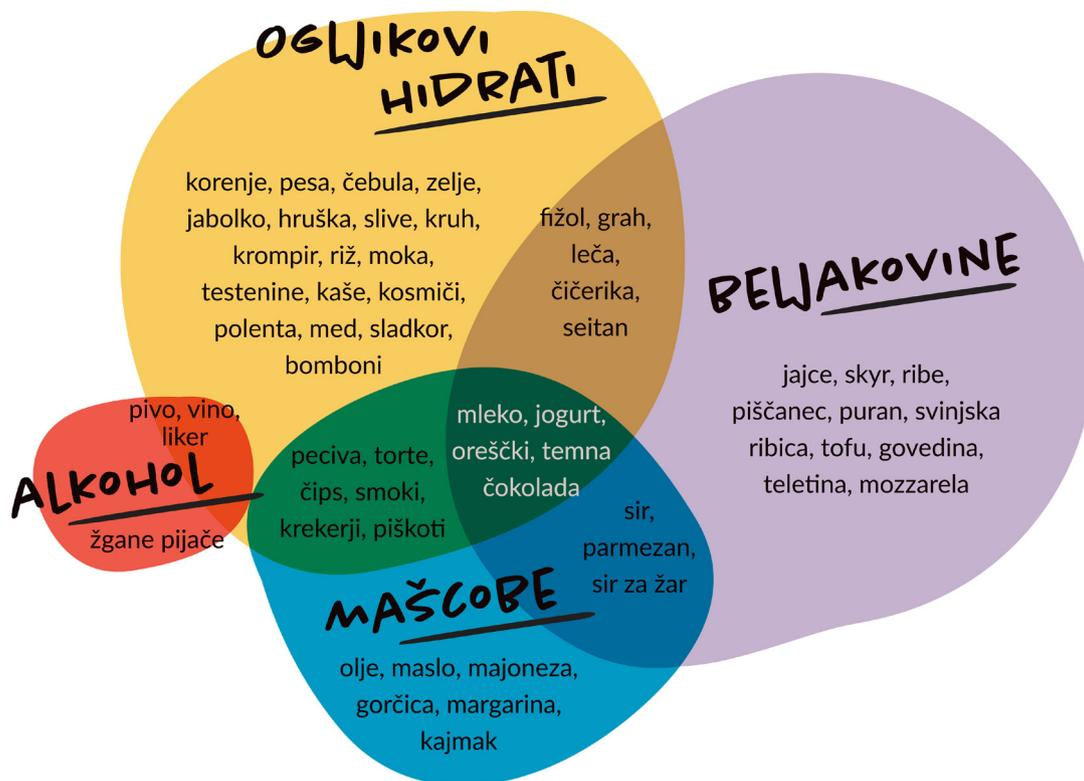 OGLJIKOVI
HIDRATI
korenje, pesa, čebula, zelje,
jabolko, hruška, slive, kruh,
krompir, riž, moka,
testenine, kaše, kosmiči,
polenta, med, sladkor,
bomboni
fižol, grah,
leča,
čičerika,
seitan
BELJAKOVINE
jajce, skyr, ribe,
piščanec, puran, svinjska
ribica, tofu, govedina,
teletina, mozzarela
pivo, vino,
liker
ALKOHOL
žgane pijače
peciva, torte,
čips, smoki,
krekerji, piškoti
mleko, jogurt,
oreščki, temna
čokolada
sir,
parmezan,
sir za žar
MAŠCOBE
olje, maslo, majoneza,
gorčica, margarina,
kajmak